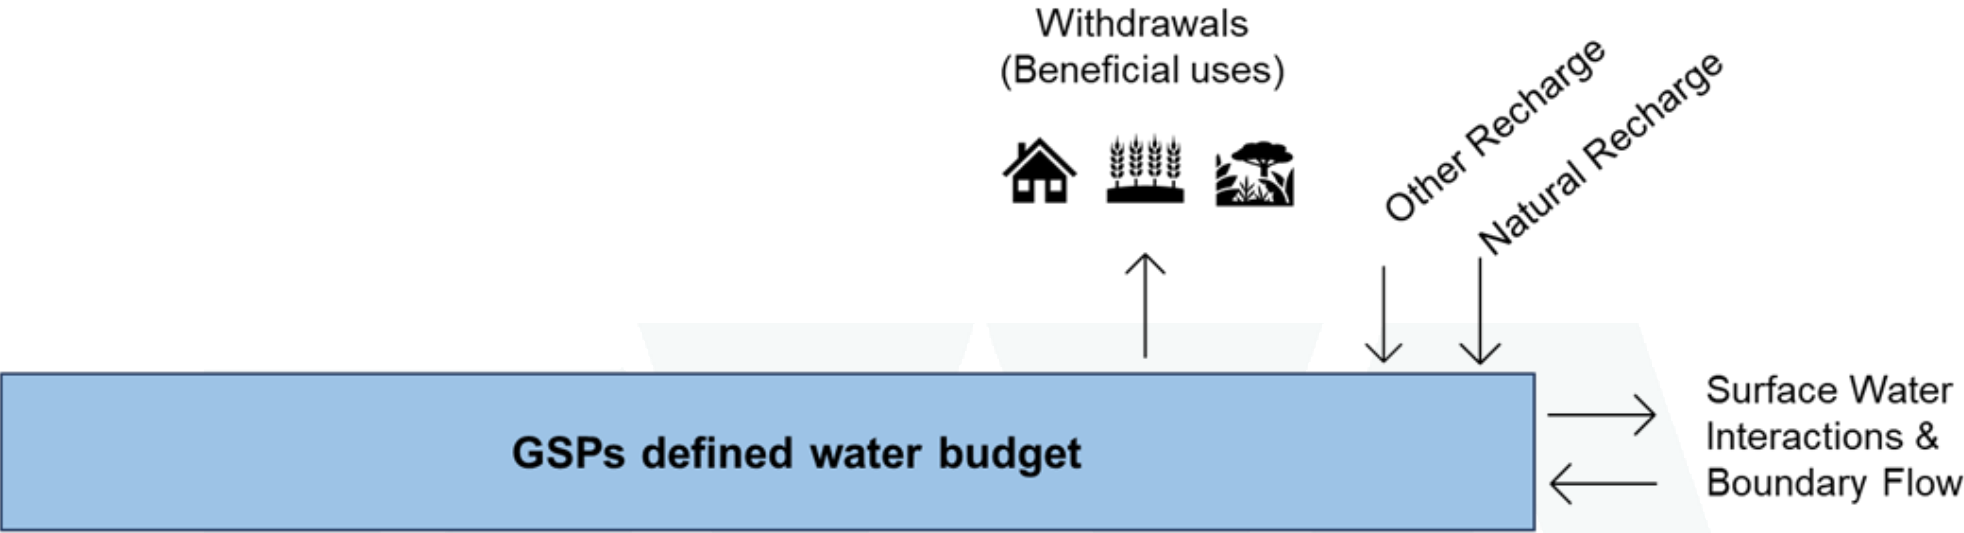 Withdrawals
(Beneficial uses)
Other Recharge
Natural Recharge
GSPs defined water budget
Surface Water
Interactions &
Boundary Flow